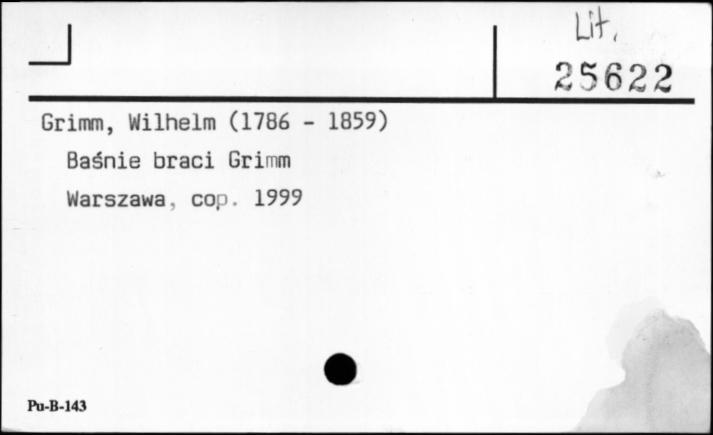 Lit.
25622
Grimm, Wilhelm (1786 - 1859)
Baśnie braci Grimm
Warszawa, cop. 1999
Pu-B-143